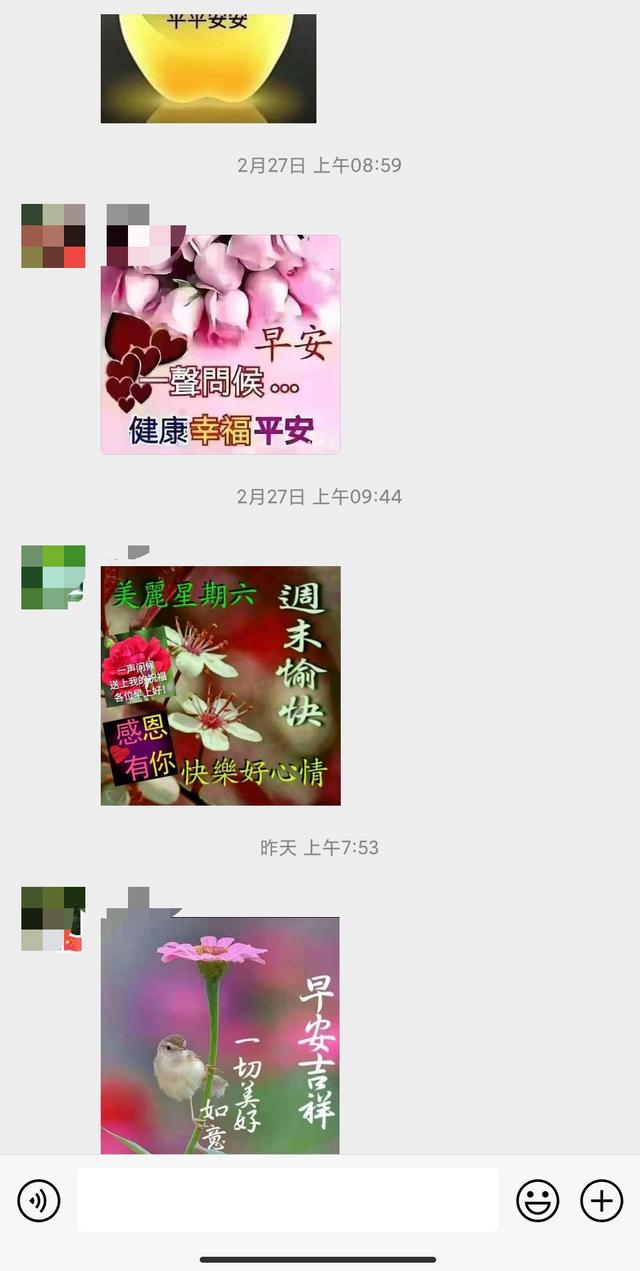 平平安安
2月27日 上午08:59
早安
一聲問候。。。
健康幸福平安
2月27日 上午09:44
美麗星期六
週末愉快
一声问候
送上我的祝福
各位早上好!
感恩
有你
快樂好心情
昨天 上午7:53
早安吉祥
一切美好
如意